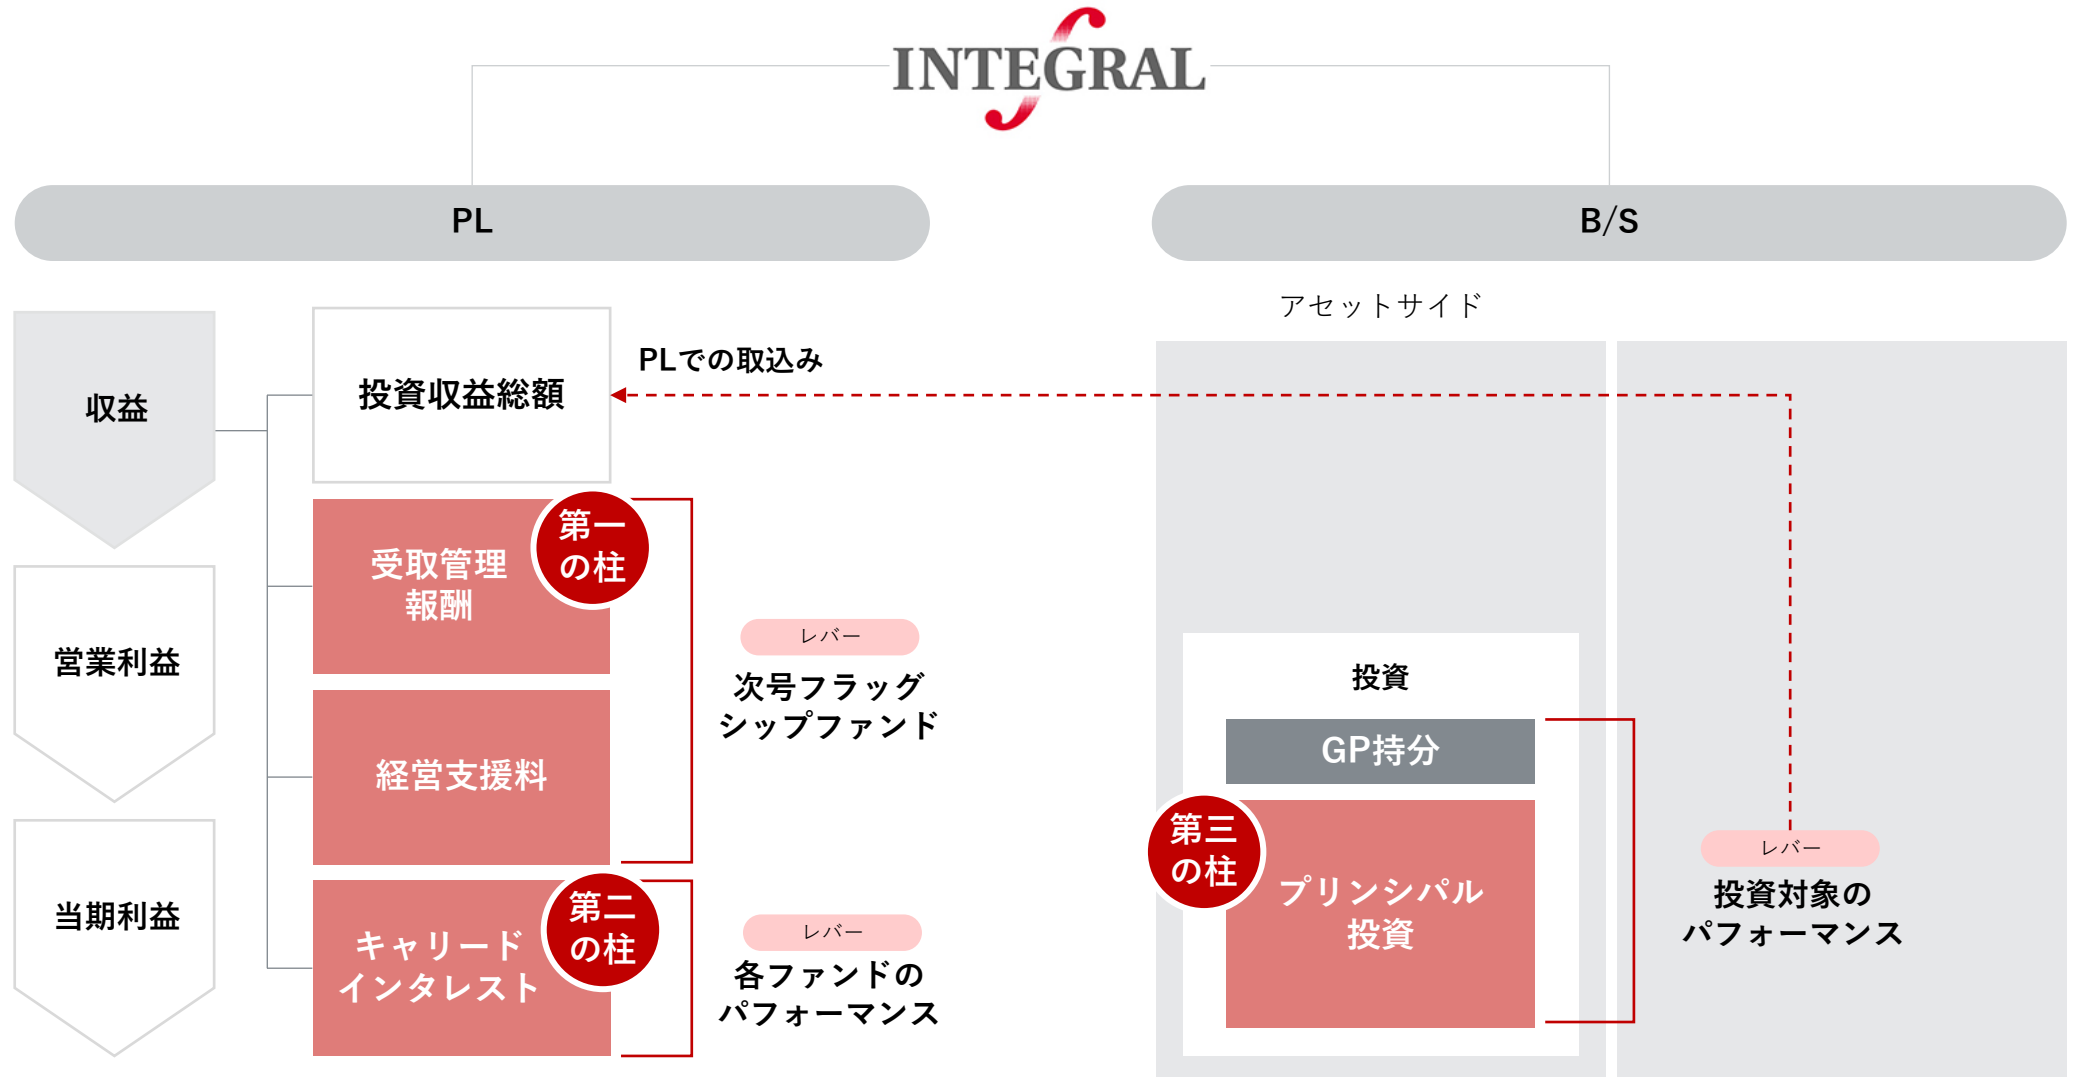 INTEGRAL
PL
B/S
アセットサイド
収益
営業利益
当期利益
投資収益総額
PLでの取込み
受取管理
報酬
第一
の柱
経営支援料
レバー
次号フラッグ
シップファンド
キャリード
インタレスト
第二
の柱
レバー
各ファンドの
パフォーマンス
投資
GP持分
第三
の柱
プリンシパル
投資
レバー
投資対象の
パフォーマンス